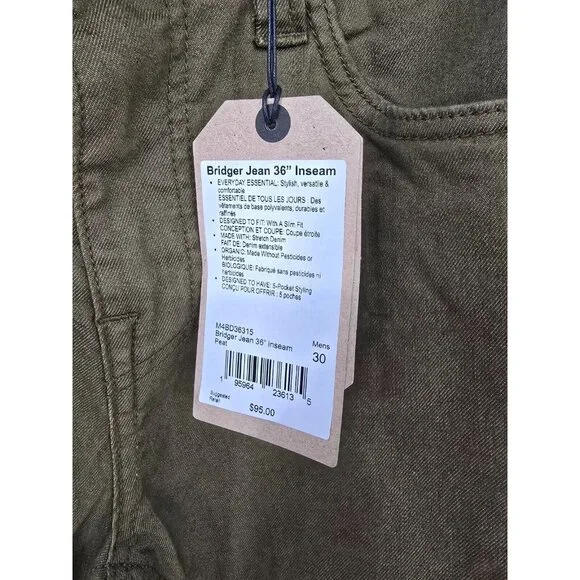 Bridger Jean 36” Inseam
• EVERYDAY ESSENTIAL: Stylish, versatile &
comfortable
ESSENTIEL DE TOUS LES JOURS : Des
vêtements de base polyvalents, durables et
raffinés
• DESIGNED TO FIT: With A Slim Fit
CONCEPTION ET COUPE: Coupe étroite
• MADE WITH: Stretch Denim
FAIT DE: Denim extensible
• ORGANIC: Made Without Pesticides or
Herbicides
BIOLOGIQUE: Fabriqué sans pesticides ni
herbicides
• DESIGNED TO HAVE: 5-Pocket Styling
CONÇU POUR OFFRIR : 5 poches
M4BD36315
Bridger Jean 36" Inseam
Peat
Mens
30
1 95964 23613 5
Suggested
Retail
$95.00